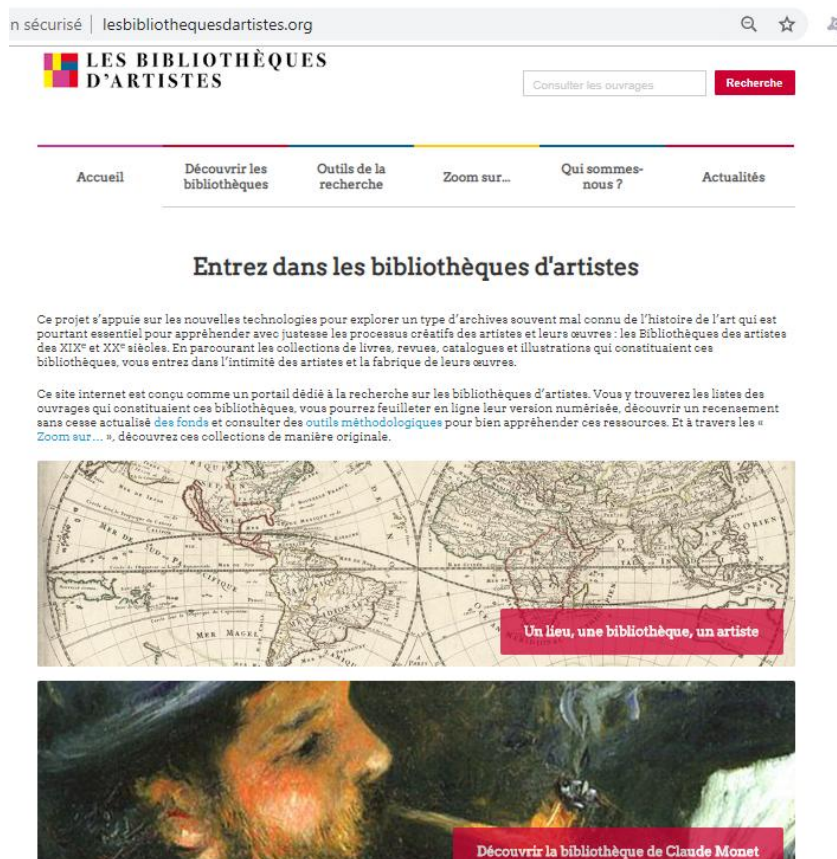 n sécurisé | lesbibliothequesdartistes.org
LES BIBLIOTHÈQUES
D'ARTISTES
Consulter les ouvrages
Recherche
Accueil
Découvrir les
bibliothèques
Outils de la
recherche
Zoom sur...
Qui sommes-
nous ?
Actualités
Entrez dans les bibliothèques d'artistes
Ce projet s'appuie sur les nouvelles technologies pour explorer un type d'archives souvent mal connu de l'histoire de l'art qui est
pourtant essentiel pour appréhender avec justesse les processus créatifs des artistes et leurs œuvres : les Bibliothèques des artistes
des XIXe et XXe siècles. En parcourant les collections de livres, revues, catalogues et illustrations qui constituaient ces
bibliothèques, vous entrez dans l'intimité des artistes et la fabrique de leurs œuvres.
Ce site internet est conçu comme un portail dédié à la recherche sur les bibliothèques d'artistes. Vous y trouverez les listes des
ouvrages qui constituaient ces bibliothèques, vous pourrez feuilleter en ligne leur version numérisée, découvrir un recensement
sans cesse actualisé des fonds et consulter des outils méthodologiques pour bien appréhender ces ressources. Et à travers les «
Zoom sur... », découvrez ces collections de manière originale.
MER DE SUD
PACIFIQUE
MER MAGEL
Un lieu, une bibliothèque, un artiste
Découvrir la bibliothèque de Claude Monet